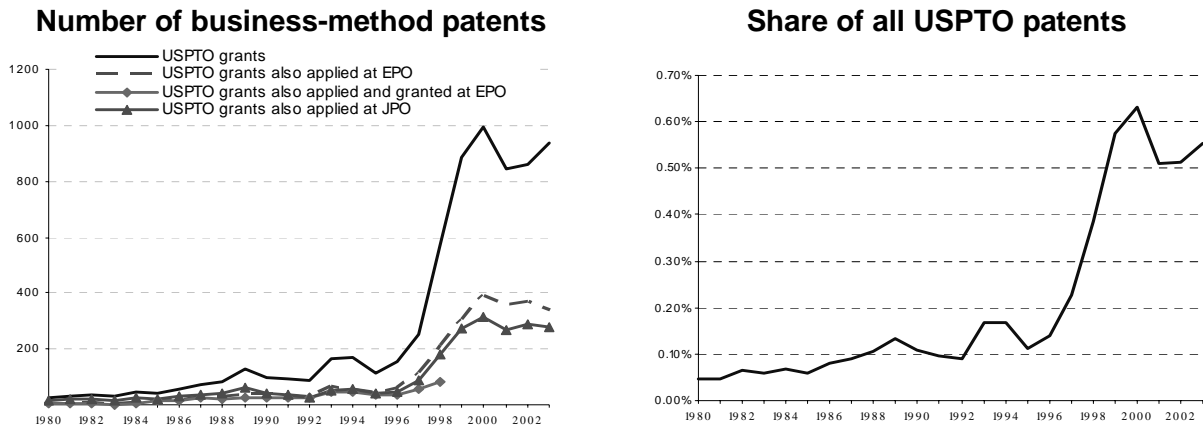 Number of business-method patents
USPTO grants
USPTO grants also applied at EPO
USPTO grants also applied and granted at EPO
USPTO grants also applied at JPO
1200
1000
800
600
400
200
1980 1982 1984 1986 1988 1990 1992 1994 1996 1998 2000 2002
Share of all USPTO patents
0.70%
0.60%
0.50%
0.40%
0.30%
0.20%
0.10%
0.00%
1980 1982 1984 1986 1988 1990 1992 1994 1996 1998 2000 2002